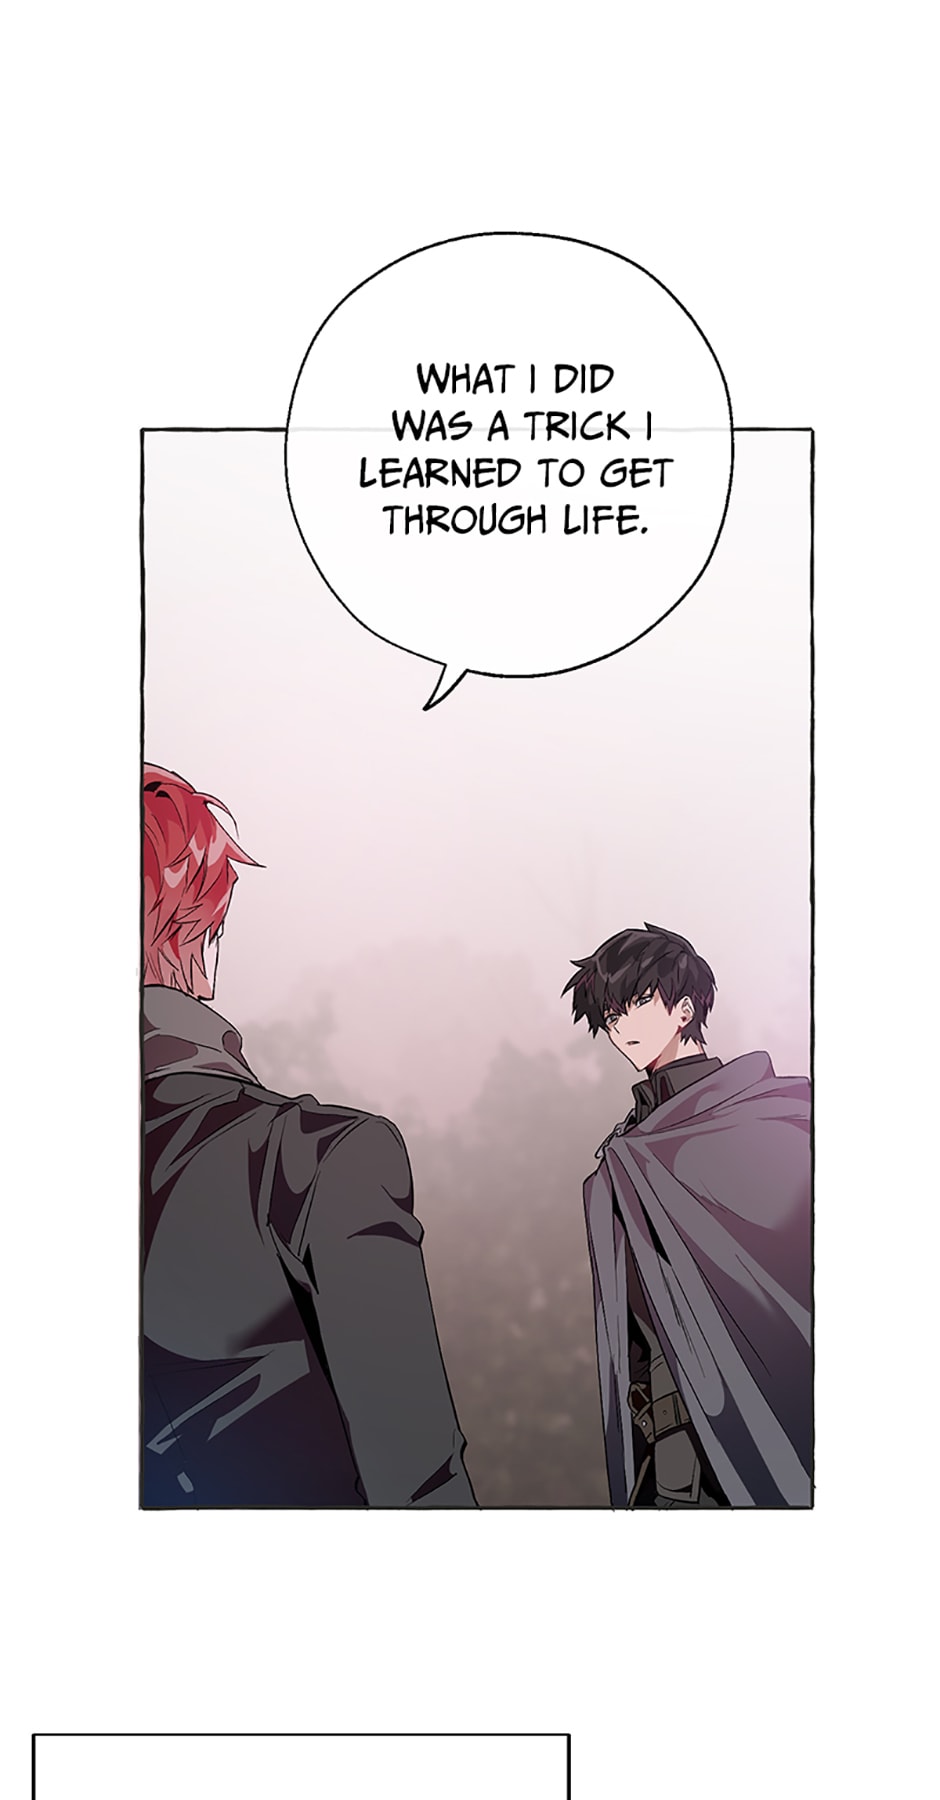 WHAT I DID
WAS A TRICK I
LEARNED TO GET
THROUGH LIFE.